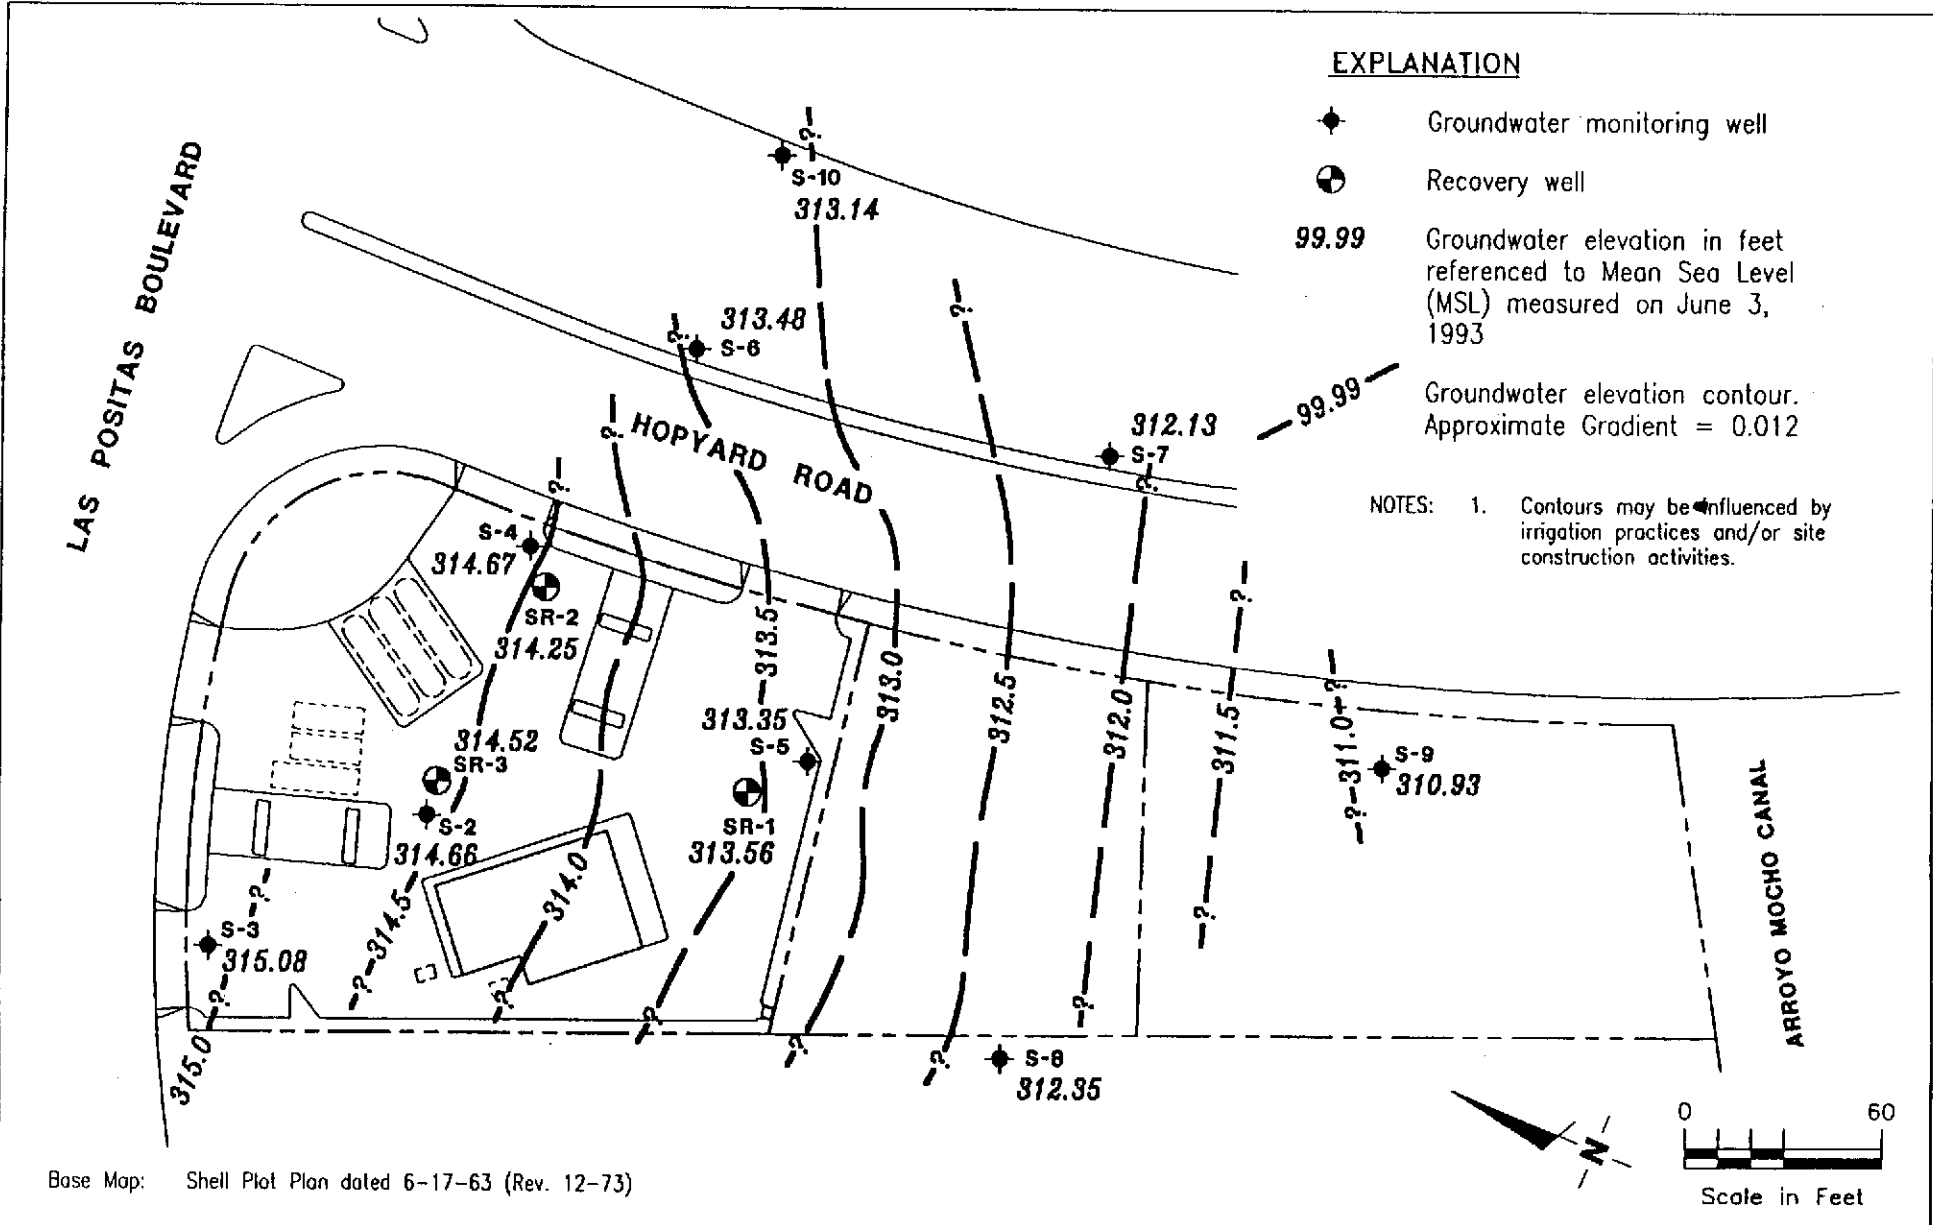 EXPLANATION
Groundwater monitoring well
Recovery well
99.99
Groundwater elevation in feet
referenced to Mean Sea Level
(MSL) measured on June 3,
1993
99.99
Groundwater elevation contour.
Approximate Gradient = 0.012
NOTES: 1. Contours may be influenced by
irrigation practices and/or site
construction activities.
LAS POSITAS BOULEVARD
HOPYARD ROAD
ARROYO MOCHO CANAL
?
S-10
313.14
?
?
313.48
S-6
?
312.13
S-7
?
?
S-4
314.67
SR-2
314.25
313.5
313.0
312.5
312.0
?
311.5
?
?
311.0
?
S-9
310.93
313.35
S-5
314.52
SR-3
S-2
314.66
SR-1
313.56
314.0
314.5
?
S-3
315.08
?
?
?
?
?
?
?
?
315.0
S-8
312.35
N
0 60
Scale in Feet
Base Map: Shell Plot Plan dated 6-17-63 (Rev. 12-73)